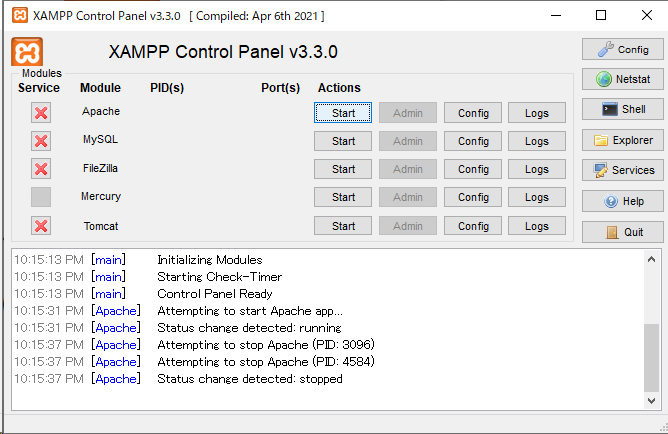 XAMPP Control Panel v3.3.0 [ Compiled: Apr 6th 2021 ]
XAMPP Control Panel v3.3.0
Modules
Service Module PID(s) Port(s) Actions
Apache Start Admin Config Logs
MySQL Start Admin Config Logs
FileZilla Start Admin Config Logs
Mercury Start Admin Config Logs
Tomcat Start Admin Config Logs
Config
Netstat
Shell
Explorer
Services
Help
Quit
10:15:13 PM [main] Initializing Modules
10:15:13 PM [main] Starting Check-Timer
10:15:13 PM [main] Control Panel Ready
10:15:31 PM [Apache] Attempting to start Apache app...
10:15:31 PM [Apache] Status change detected: running
10:15:37 PM [Apache] Attempting to stop Apache (PID: 3096)
10:15:37 PM [Apache] Attempting to stop Apache (PID: 4584)
10:15:37 PM [Apache] Status change detected: stopped